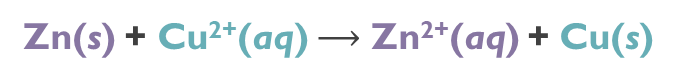 Zn(s) + Cu²⁺(aq) ⟶ Zn²⁺(aq) + Cu(s)